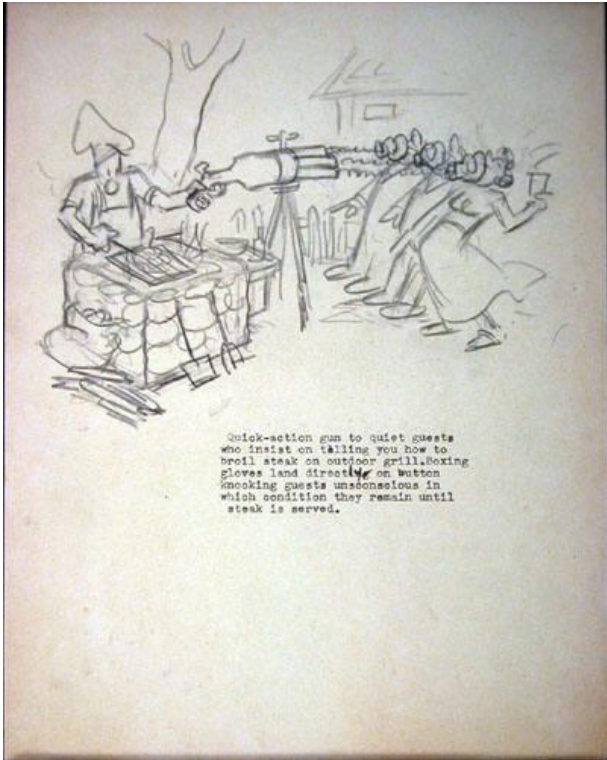 Quick-action gun to quiet guests
who insist on telling you how to
broil steak on outdoor grill.Boxing
gloves land directly on button
knocking guests unsconscious in
which condition they remain until
steak is served.